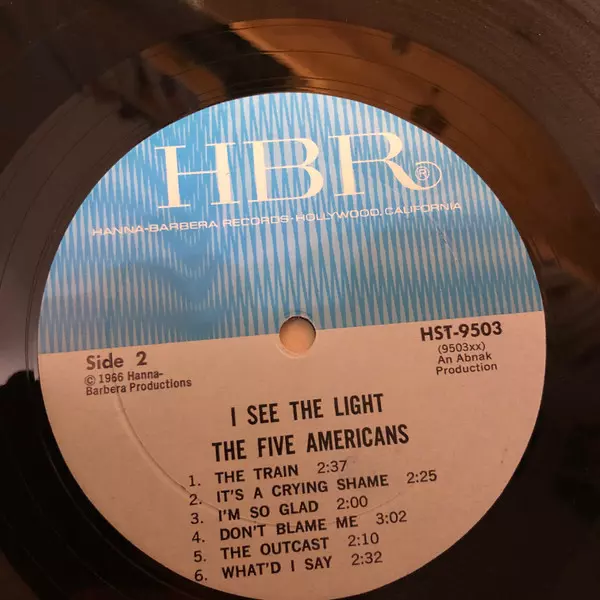 HBR®
HANNA-BARBERA RECORDS · HOLLYWOOD, CALIFORNIA
Side 2
© 1966 Hanna-
Barbera Productions
HST-9503
(9503xx)
An Abnak
Production
I SEE THE LIGHT
THE FIVE AMERICANS
1. THE TRAIN 2:37
2. IT'S A CRYING SHAME 2:25
3. I'M SO GLAD 2:00
4. DON'T BLAME ME 3:02
5. THE OUTCAST 2:10
6. WHAT'D I SAY 2:32